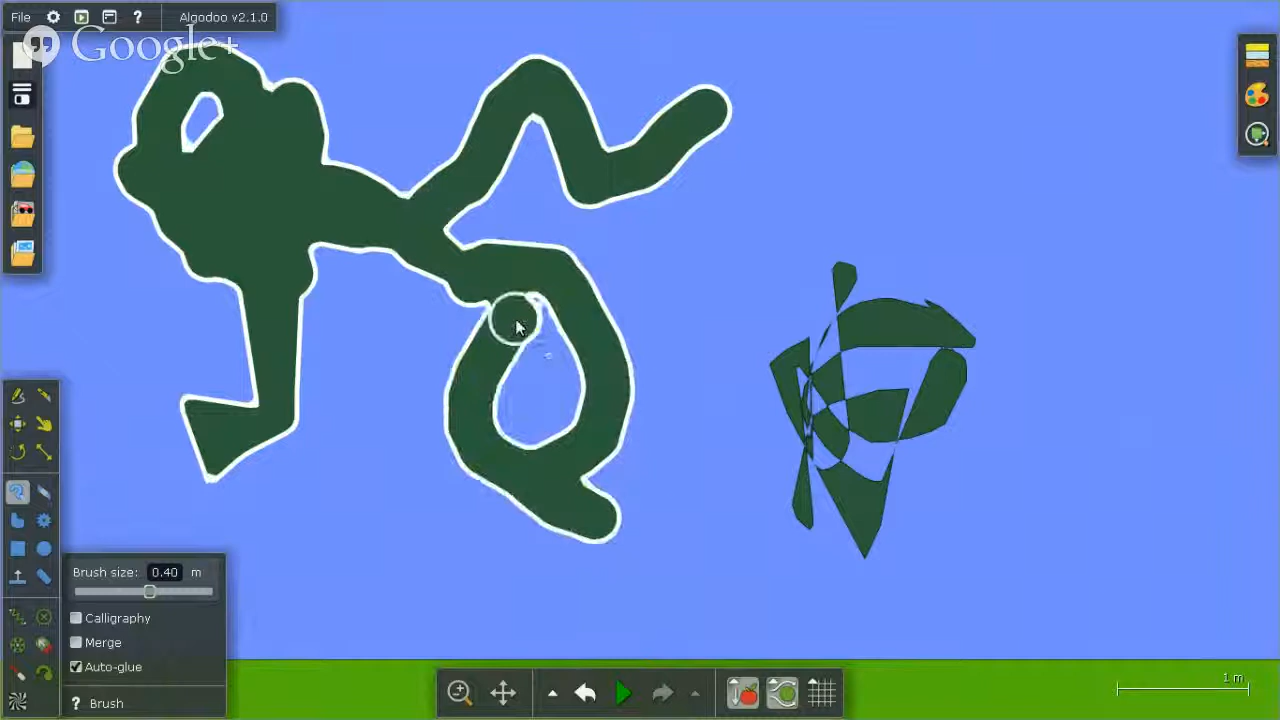 File ? Algodoo v2.1.0
Google+
Brush size: 0.40 m
Calligraphy
Merge
Auto-glue
? Brush
1 m